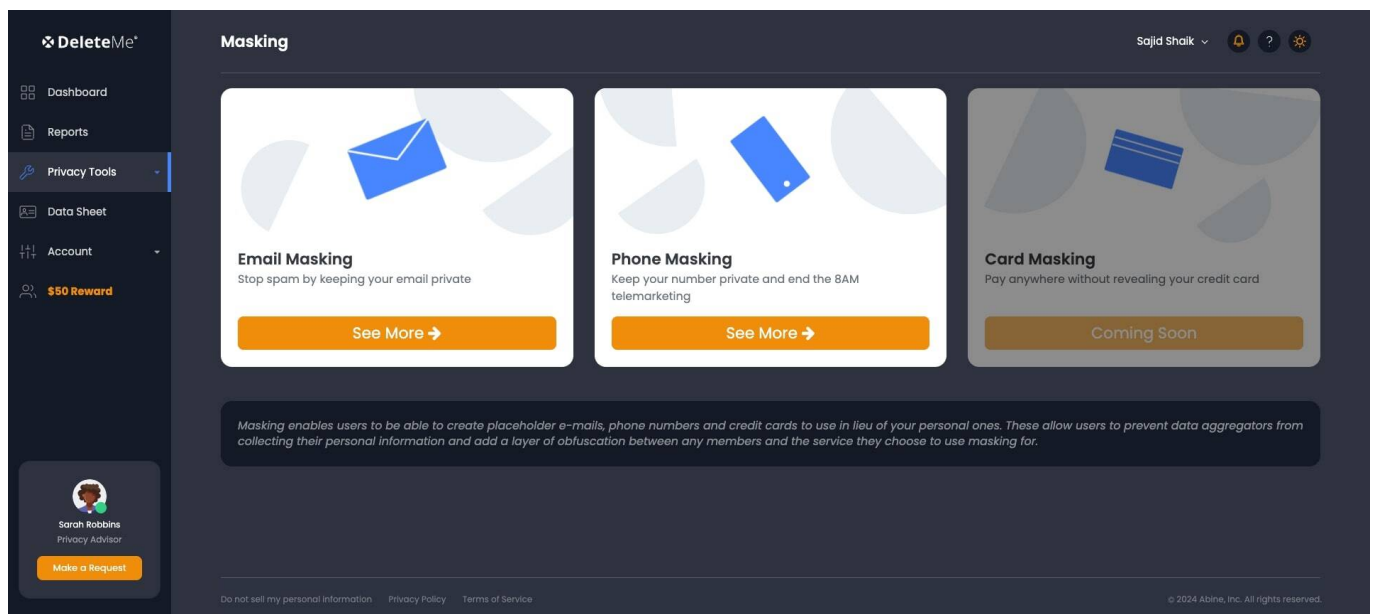 DeleteMe®
Dashboard
Reports
Privacy Tools
Data Sheet
Account
$50 Reward
Sarah Robbins
Privacy Advisor
Make a Request
Masking
Sajid Shaik
?
Email Masking
Stop spam by keeping your email private
See More →
Phone Masking
Keep your number private and end the 8AM
telemarketing
See More →
Card Masking
Pay anywhere without revealing your credit card
Coming Soon
Masking enables users to be able to create placeholder e-mails, phone numbers and credit cards to use in lieu of your personal ones. These allow users to prevent data aggregators from
collecting their personal information and add a layer of obfuscation between any members and the service they choose to use masking for.
Do not sell my personal information Privacy Policy Terms of Service
© 2024 Abine, Inc. All rights reserved.